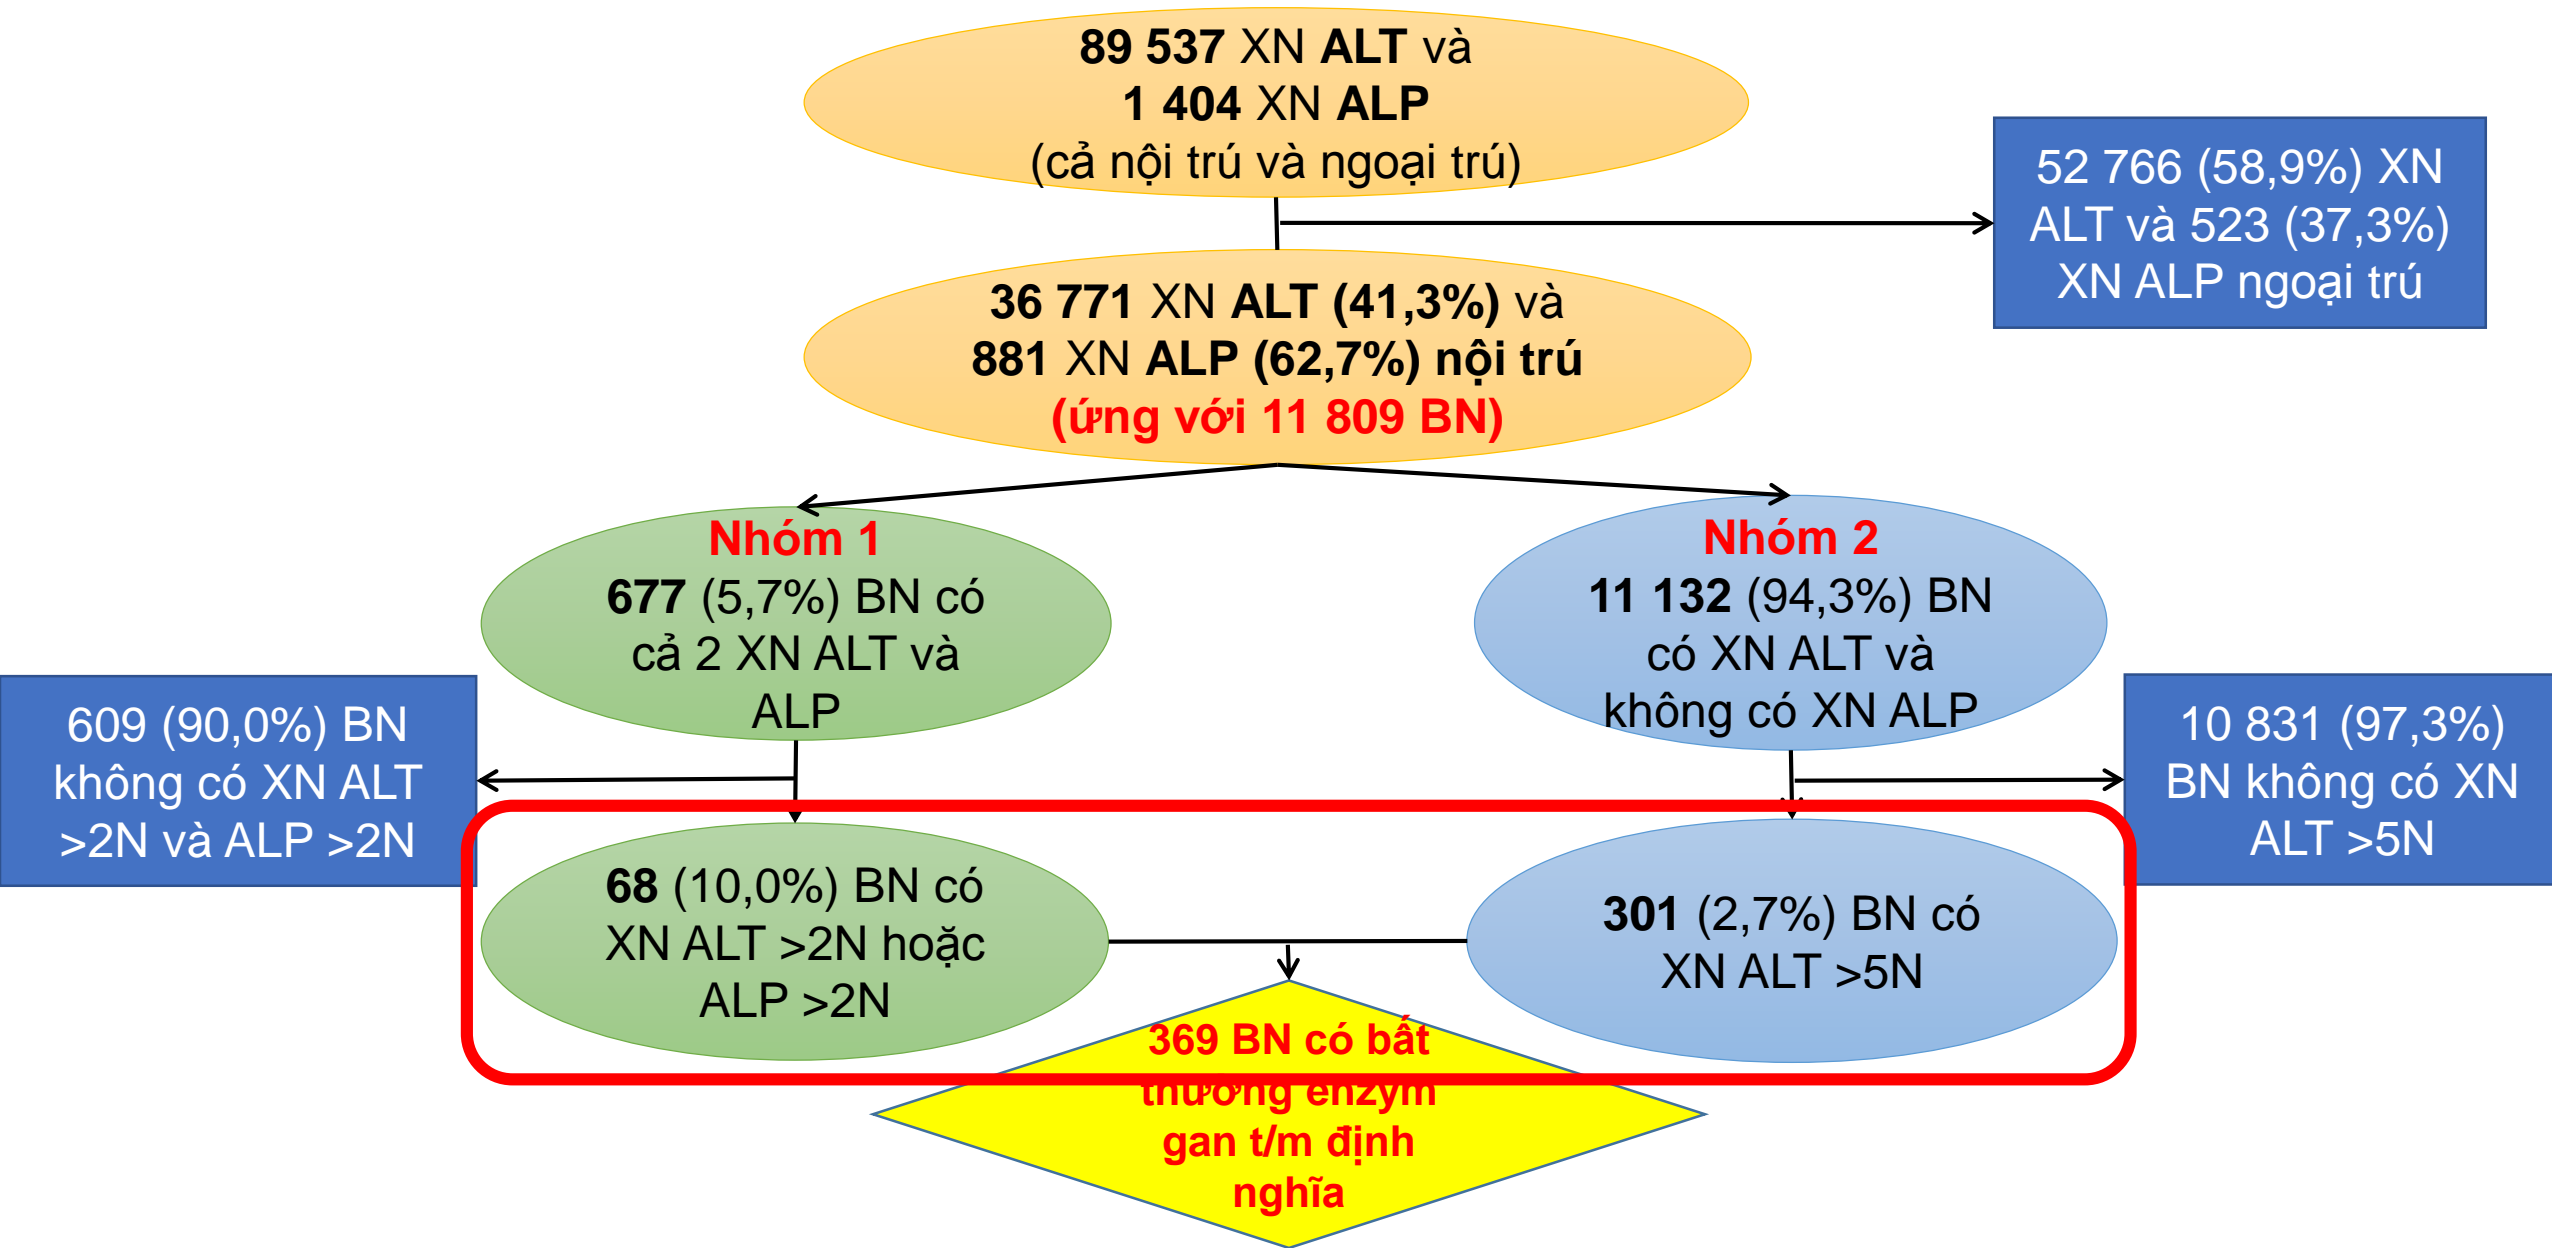 89 537 XN ALT và
1 404 XN ALP
(cả nội trú và ngoại trú)
52 766 (58,9%) XN
ALT và 523 (37,3%)
XN ALP ngoại trú
36 771 XN ALT (41,3%) và
881 XN ALP (62,7%) nội trú
(ứng với 11 809 BN)
Nhóm 1
677 (5,7%) BN có
cả 2 XN ALT và
ALP
Nhóm 2
11 132 (94,3%) BN
có XN ALT và
không có XN ALP
609 (90,0%) BN
không có XN ALT
>2N và ALP >2N
10 831 (97,3%)
BN không có XN
ALT >5N
68 (10,0%) BN có
XN ALT >2N hoặc
ALP >2N
301 (2,7%) BN có
XN ALT >5N
369 BN có bất
thường enzym
gan t/m định
nghĩa